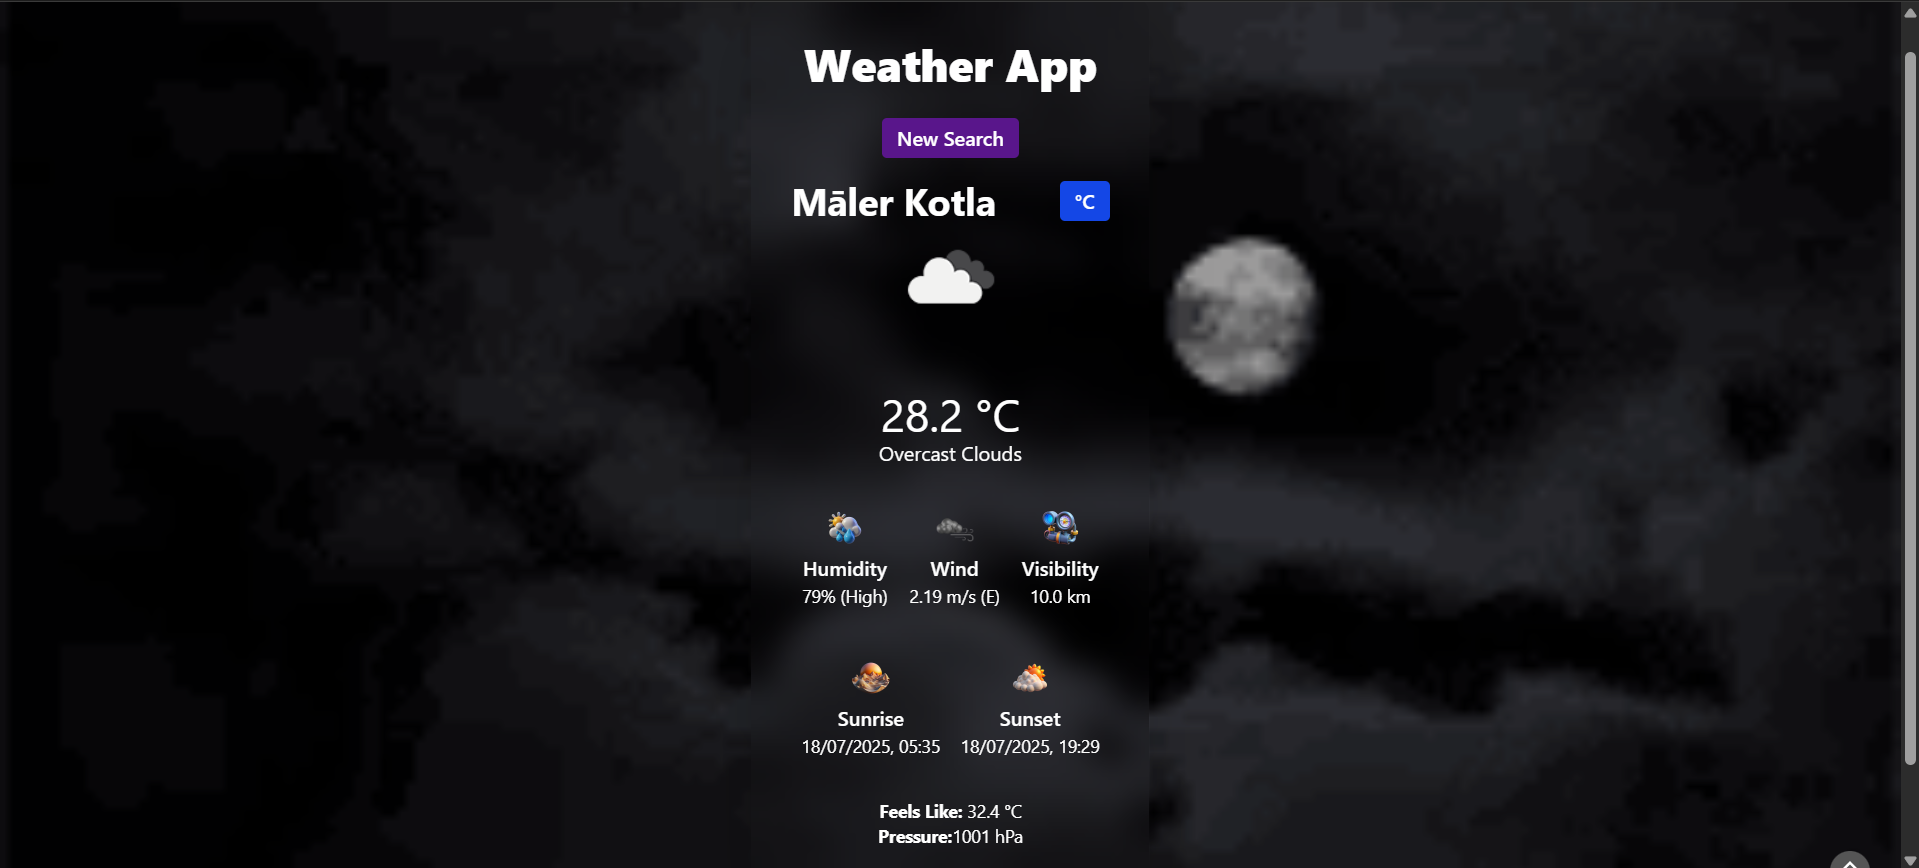 Weather App
New Search
Māler Kotla °C
28.2 °C
Overcast Clouds
Humidity Wind Visibility
79% (High) 2.19 m/s (E) 10.0 km
Sunrise Sunset
18/07/2025, 05:35 18/07/2025, 19:29
Feels Like: 32.4 °C
Pressure:1001 hPa